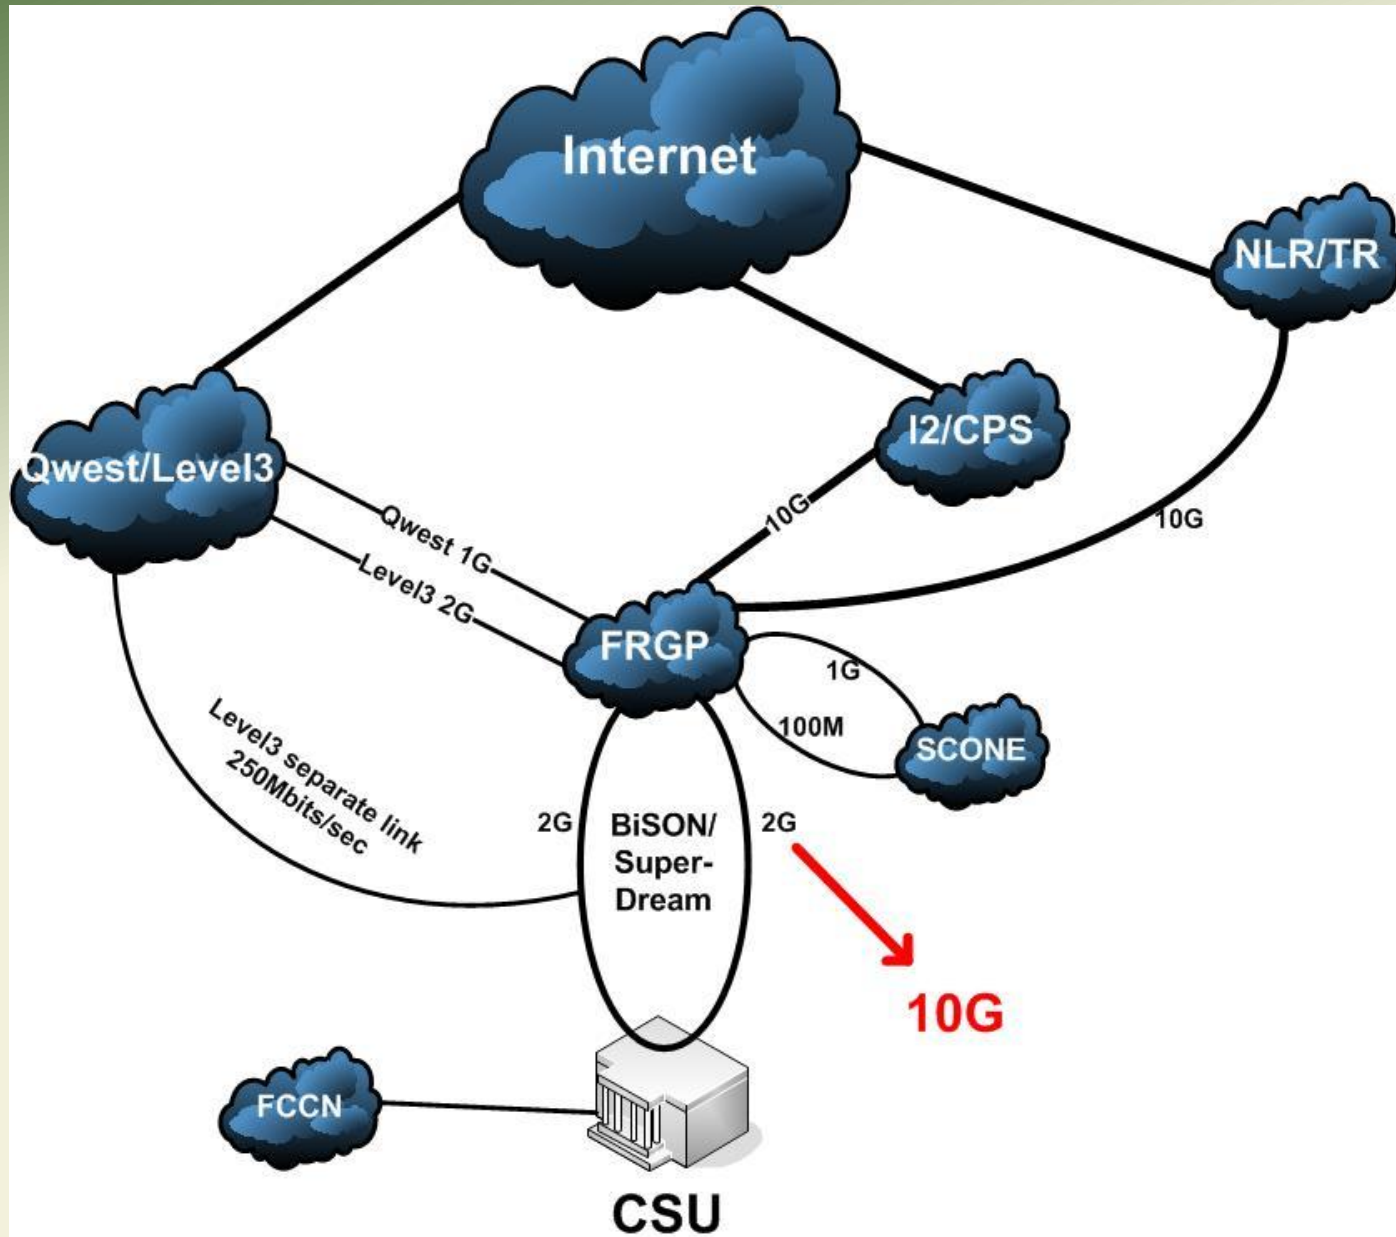 Internet
NLR/TR
I2/CPS
Qwest/Level3
Qwest 1G
10G
10G
Level3 2G
FRGP
1G
100M
SCONE
Level3 separate link
250Mbits/sec
2G
BiSON/
Super-
Dream
2G
10G
FCCN
CSU